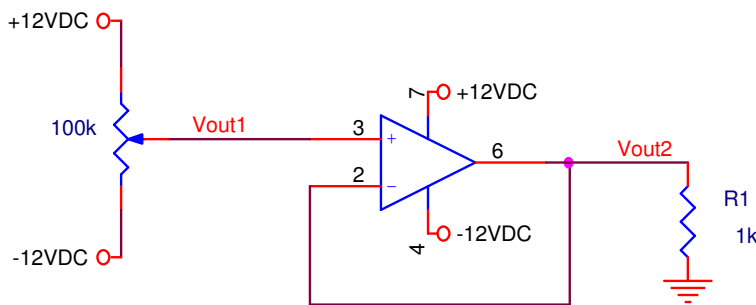 +12VDC
100k
Vout1
-12VDC
3
+
2
−
7
+12VDC
6
4
-12VDC
Vout2
R1
1k